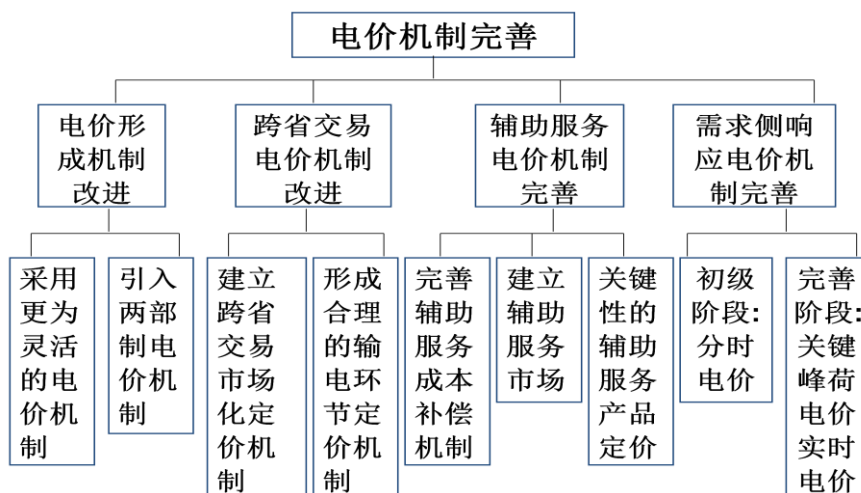 电价机制完善
电价形
成机制
改进
跨省交易
电价机制
改进
辅助服务
电价机制
完善
需求侧响
应电价机
制完善
采用
更为
灵活
的电
价机
制
引入
两部
制电
价机
制
建立
跨省
交易
市场
化定
价机
制
形成
合理
的输
电环
节定
价机
制
完善
辅助
服务
成本
补偿
机制
建立
辅助
服务
市场
关键
性的
辅助
服务
产品
定价
初级
阶段:
分时
电价
完善
阶段:
关键
峰荷
电价
实时
电价